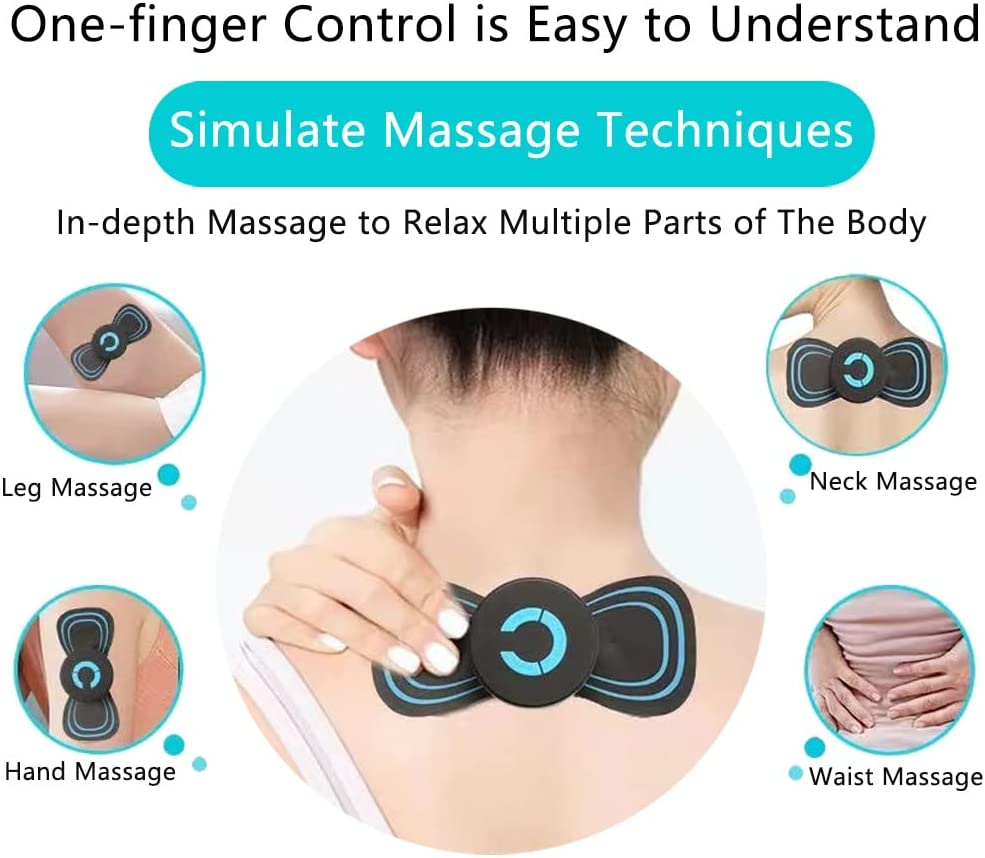 One-finger Control is Easy to Understand
Simulate Massage Techniques
In-depth Massage to Relax Multiple Parts of The Body
Leg Massage
Neck Massage
Hand Massage
Waist Massage